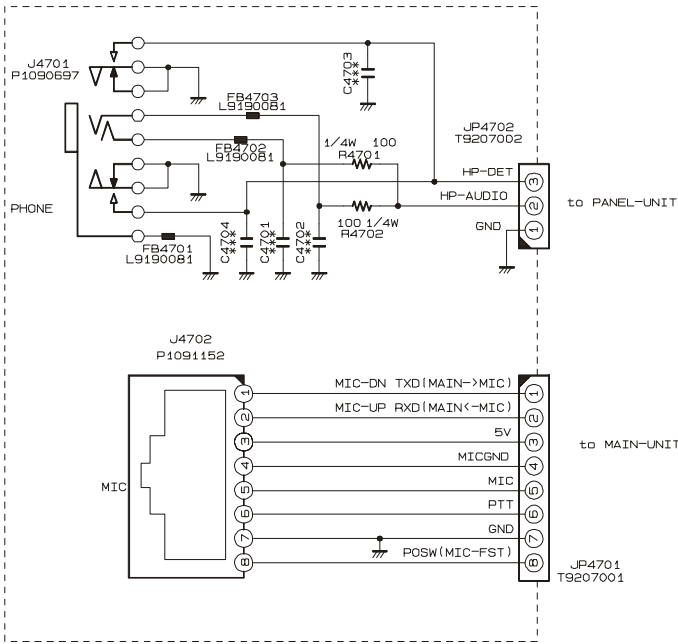 J4701
P1090697
C4703
***
FB4703
L9190081
FB4702
L9190081
1/4W 100
R4701
JP4702
T9207002
HP-DET
3
HP-AUDIO
2
to PANEL-UNIT
GND
1
PHONE
100 1/4W
R4702
FB4701
L9190081
C4704
***
C4701
***
C4702
***
J4702
P1091152
MIC
1
MIC-DN TXD(MAIN->MIC)
1
2
MIC-UP RXD(MAIN<-MIC)
2
3
5V
3
to MAIN-UNIT
4
MICGND
4
5
MIC
5
6
PTT
6
7
GND
7
8
POSW(MIC-FST)
8
JP4701
T9207001